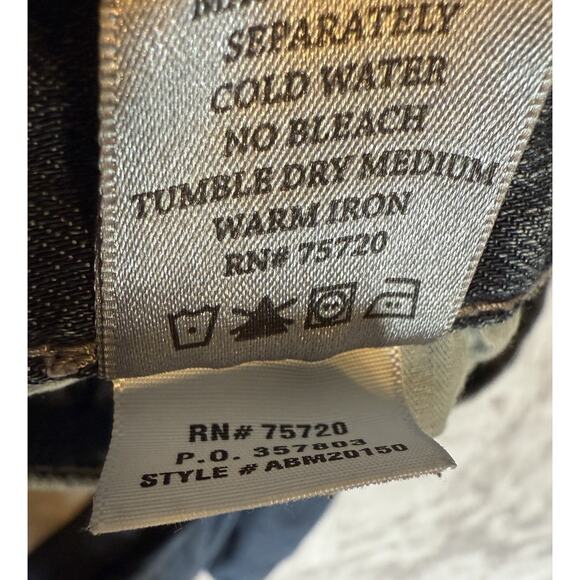 SEPARATELY
COLD WATER
NO BLEACH
TUMBLE DRY MEDIUM
WARM IRON
RN# 75720
RN# 75720
P.O. 357803
STYLE # ABM20150